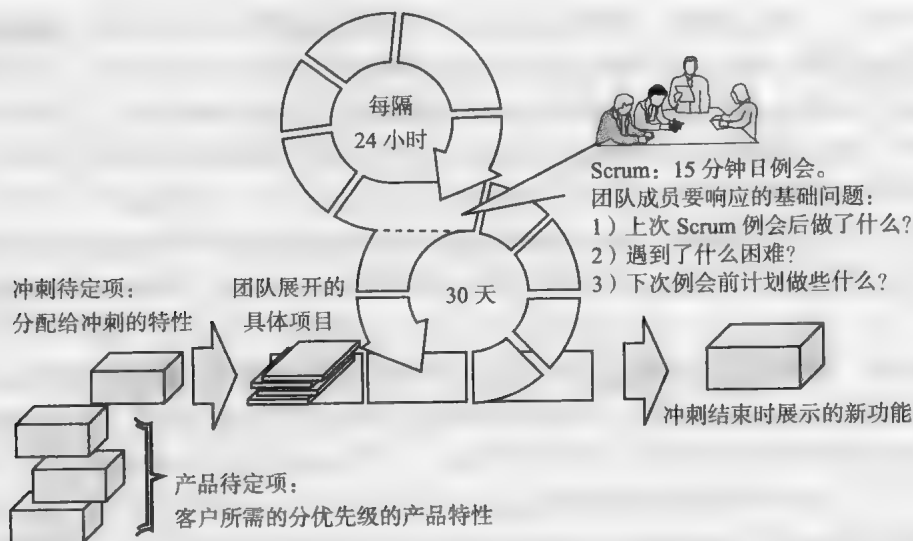 每隔
24 小时
Scrum：15 分钟日例会。
团队成员要响应的基础问题：
1）上次 Scrum 例会后做了什么？
2）遇到了什么困难？
3）下次例会前计划做些什么？
冲刺待定项：
分配给冲刺的特性
团队展开的
具体项目
30 天
冲刺结束时展示的新功能
产品待定项：
客户所需的分优先级的产品特性